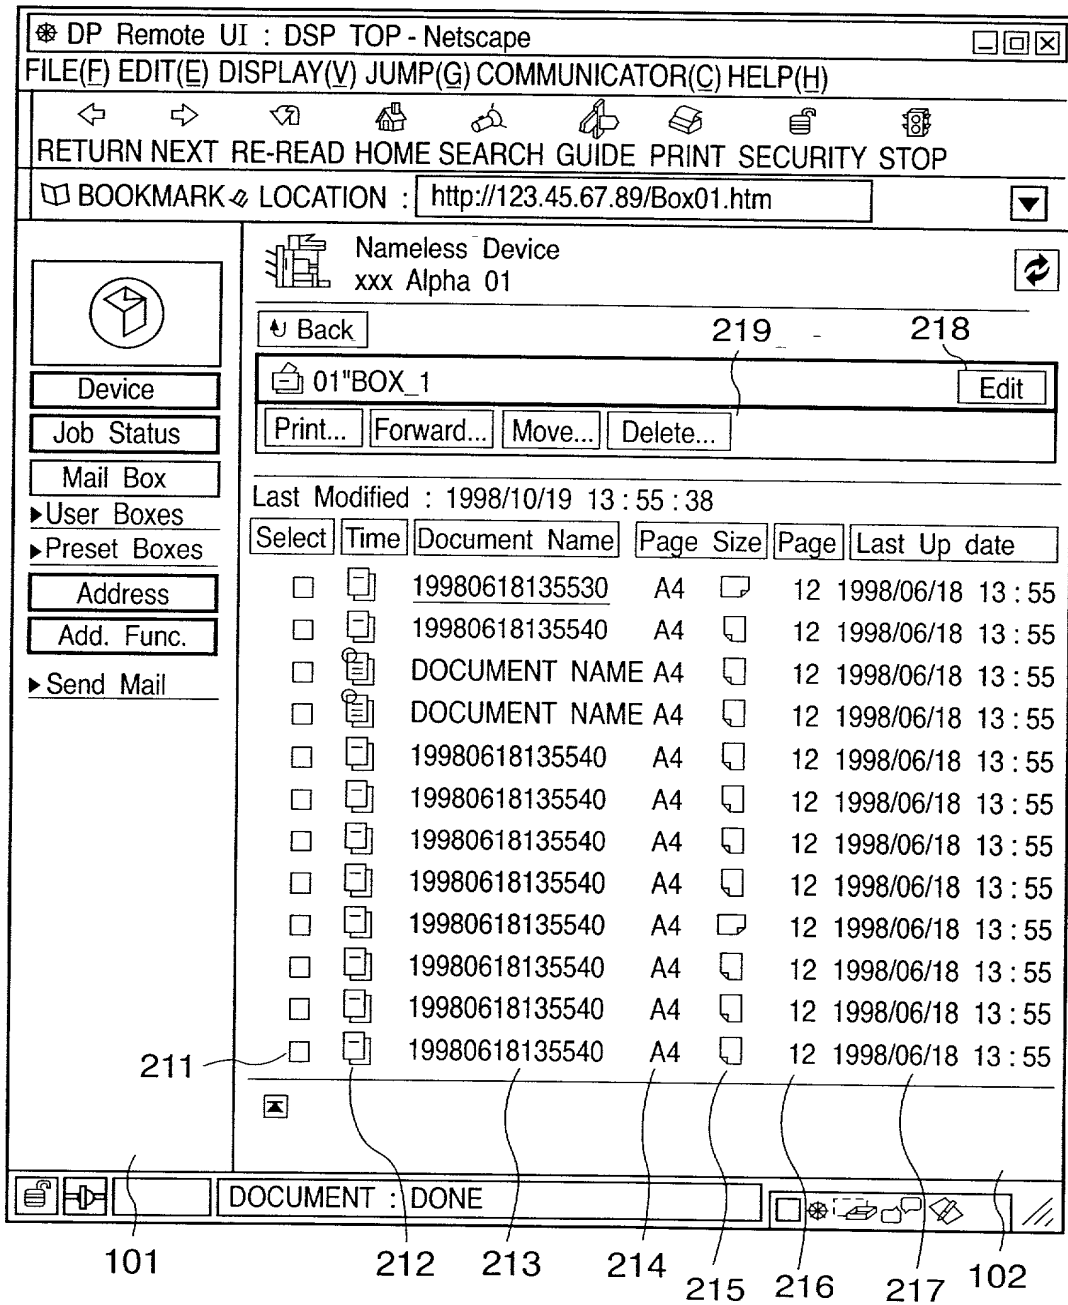 DP Remote UI : DSP TOP - Netscape
FILE(F) EDIT(E) DISPLAY(V) JUMP(G) COMMUNICATOR(C) HELP(H)
RETURN NEXT RE-READ HOME SEARCH GUIDE PRINT SECURITY STOP
BOOKMARK LOCATION : http://123.45.67.89/Box01.htm
Nameless Device
xxx Alpha 01
Back
219 218
01"BOX_1 Edit
Print... Forward... Move... Delete...
Device
Job Status
Mail Box
User Boxes
Preset Boxes
Address
Add. Func.
Send Mail
Last Modified : 1998/10/19 13 : 55 : 38
Select Time Document Name Page Size Page Last Up date
19980618135530 A4 12 1998/06/18 13 : 55
19980618135540 A4 12 1998/06/18 13 : 55
DOCUMENT NAME A4 12 1998/06/18 13 : 55
DOCUMENT NAME A4 12 1998/06/18 13 : 55
19980618135540 A4 12 1998/06/18 13 : 55
19980618135540 A4 12 1998/06/18 13 : 55
19980618135540 A4 12 1998/06/18 13 : 55
19980618135540 A4 12 1998/06/18 13 : 55
19980618135540 A4 12 1998/06/18 13 : 55
19980618135540 A4 12 1998/06/18 13 : 55
19980618135540 A4 12 1998/06/18 13 : 55
211 19980618135540 A4 12 1998/06/18 13 : 55
DOCUMENT : DONE
101 212 213 214 215 216 217 102